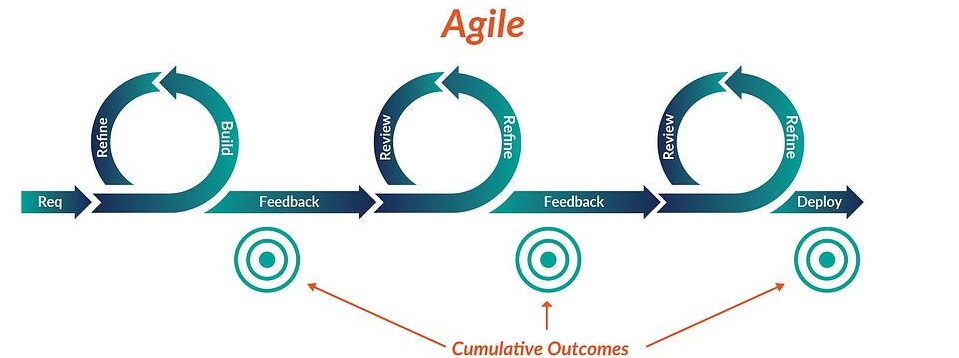 Agile
Refine
Build
Review
Refine
Review
Refine
Req
Feedback
Feedback
Deploy
Cumulative Outcomes